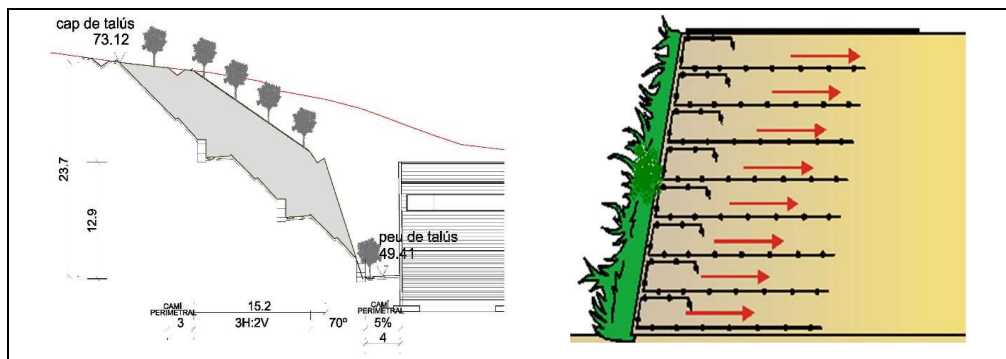 cap de talús
73.12
23.7
12.9
peu de talús
49.41
CAMÍ
PERIMETRAL
3
15.2
3H:2V
70º
CAMÍ
PERIMETRAL
5%
4